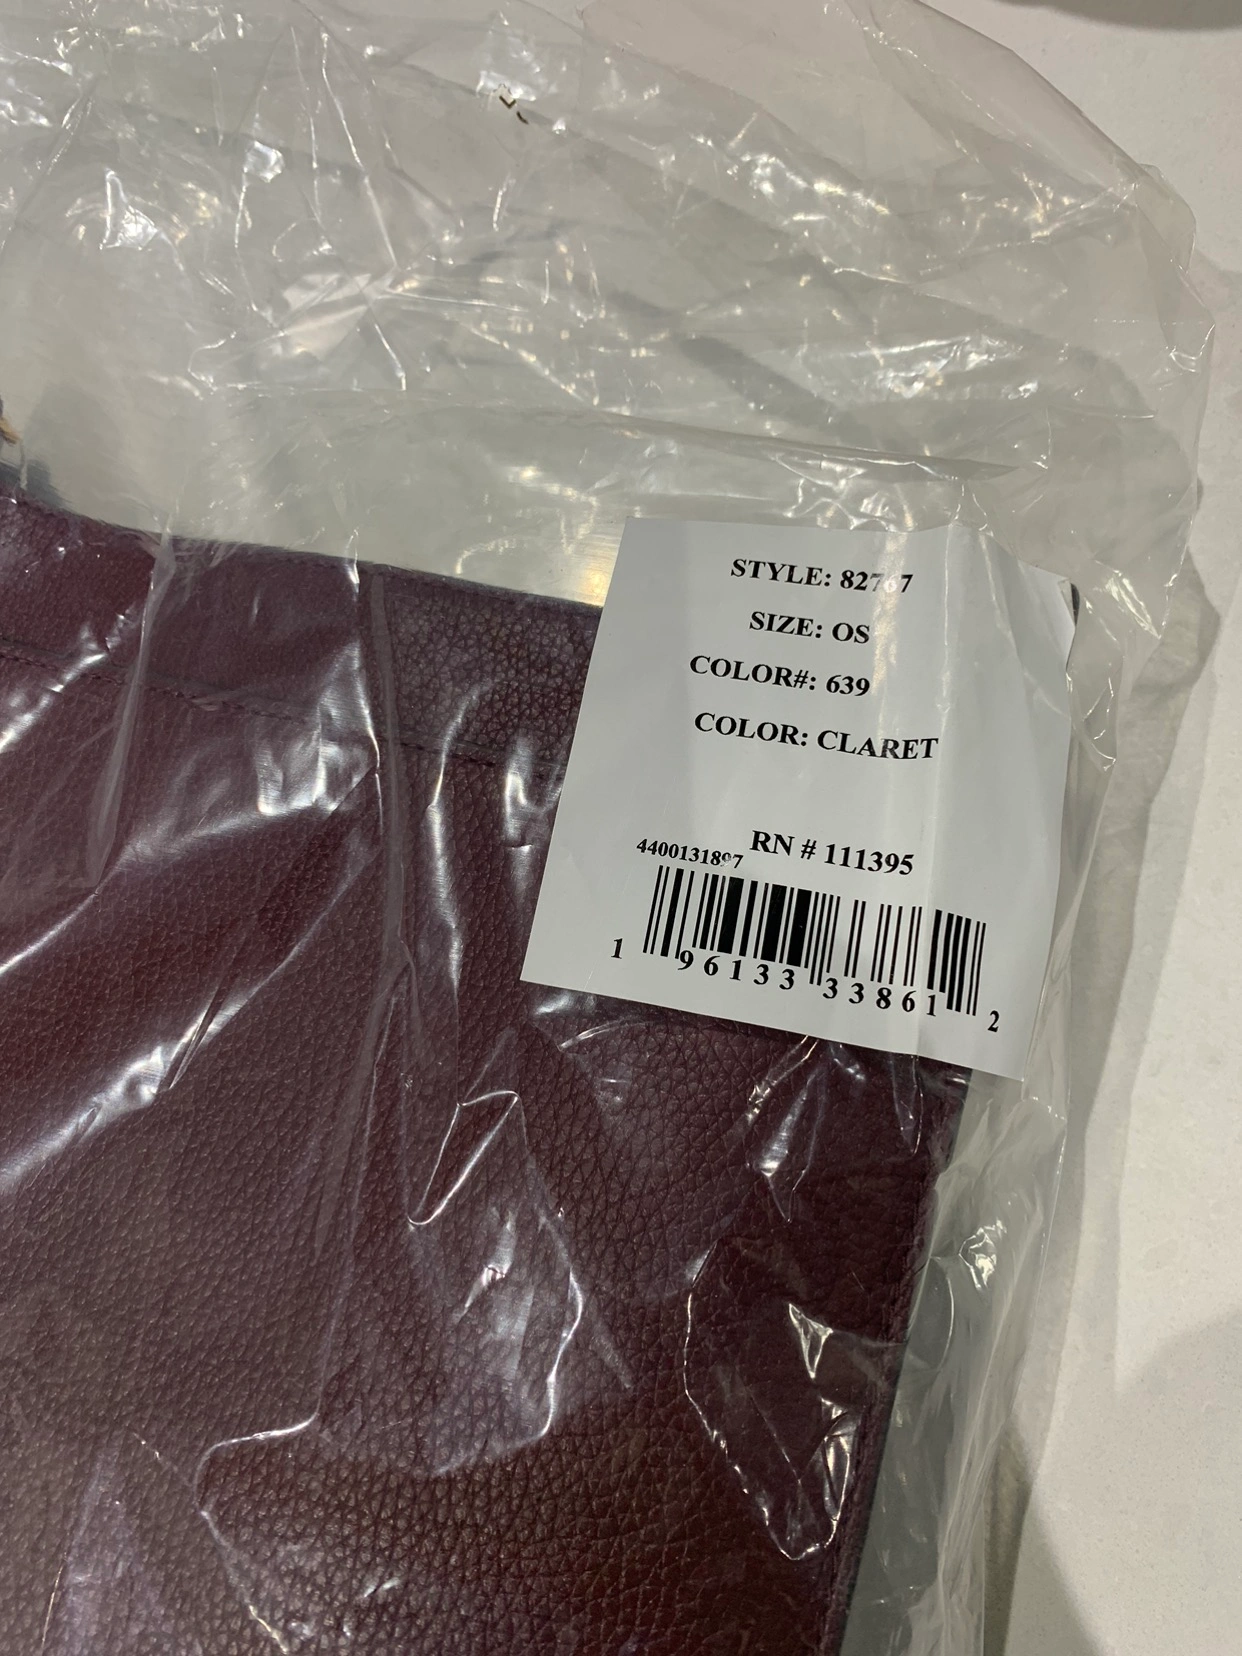 STYLE: 82767
SIZE: OS
COLOR#: 639
COLOR: CLARET
RN # 111395
4400131897
1 96133 33861 2